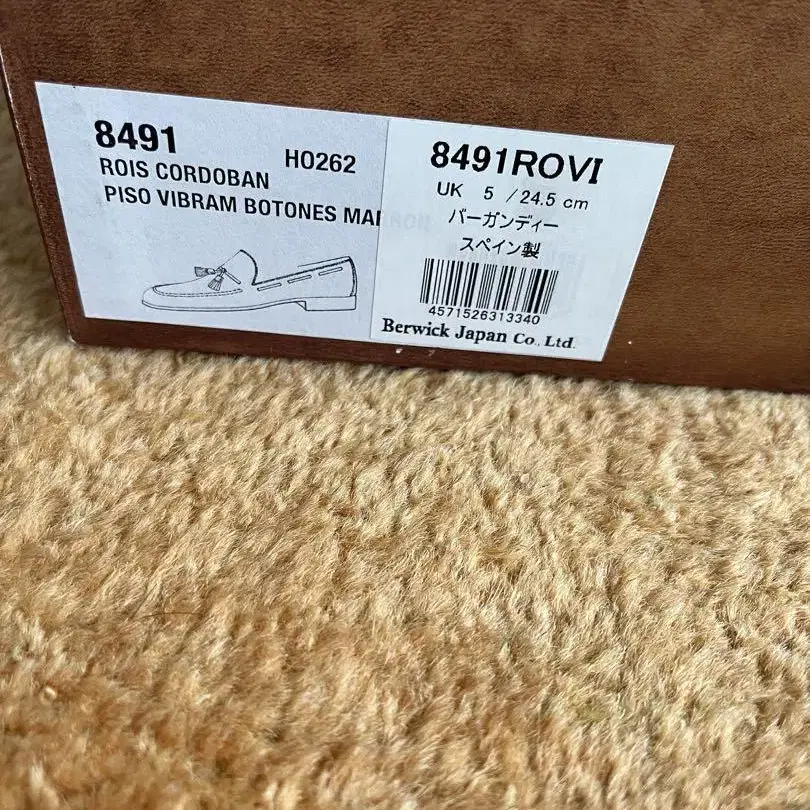 8491
HO262
ROIS CORDOBAN
PISO VIBRAM BOTONES
8491ROVI
UK 5 / 24.5 cm
バーガンディー
スペイン製
4571526313340
Berwick Japan Co., Ltd.